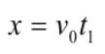 x = v₀t₁